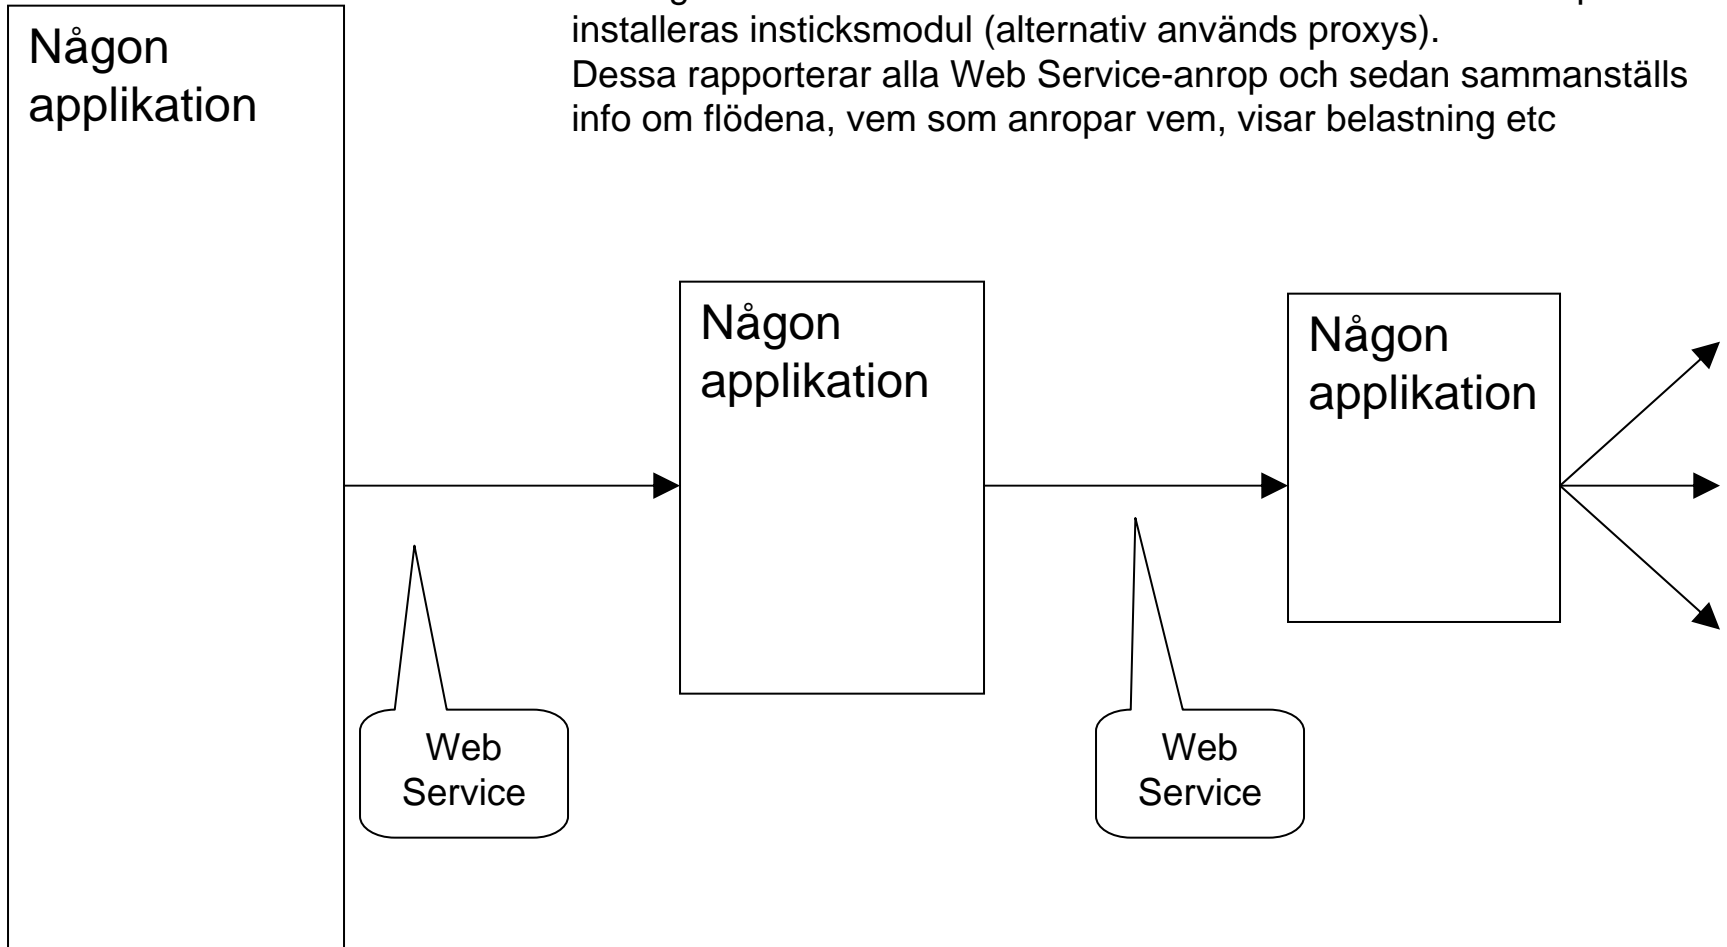 Någon
applikation
installeras insticksmodul (alternativ används proxys).
Dessa rapporterar alla Web Service-anrop och sedan sammanställs
info om flödena, vem som anropar vem, visar belastning etc
Någon
applikation
Någon
applikation
Web
Service
Web
Service